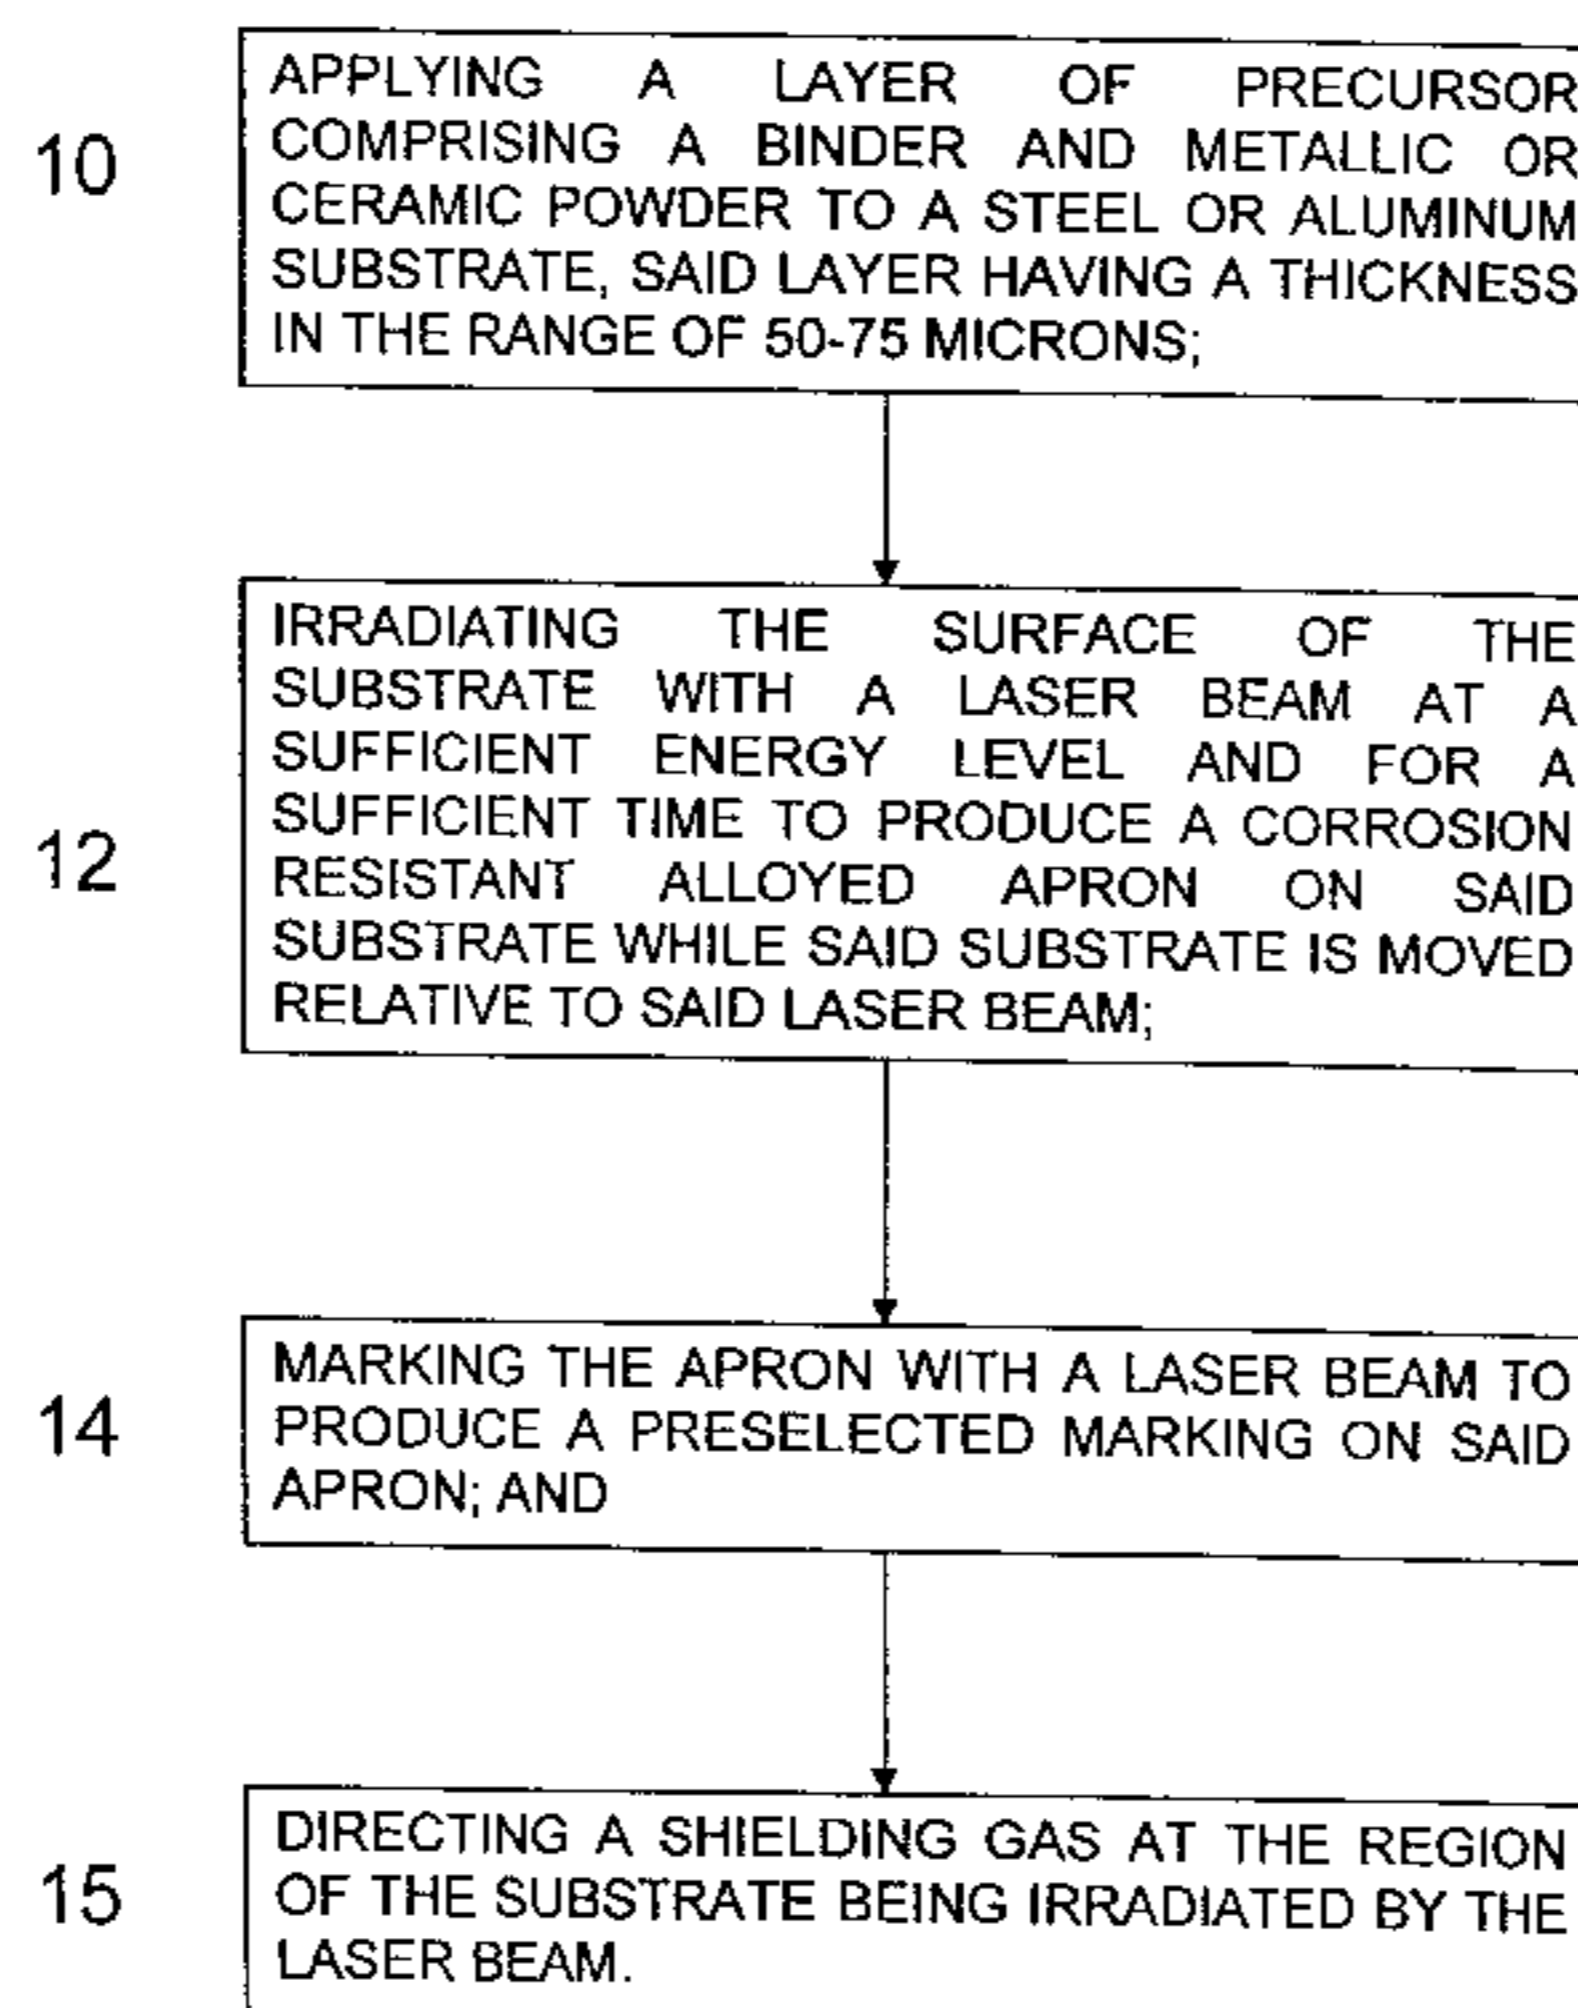 10
APPLYING A LAYER OF PRECURSOR
COMPRISING A BINDER AND METALLIC OR
CERAMIC POWDER TO A STEEL OR ALUMINUM
SUBSTRATE, SAID LAYER HAVING A THICKNESS
IN THE RANGE OF 50-75 MICRONS;
12
IRRADIATING THE SURFACE OF THE
SUBSTRATE WITH A LASER BEAM AT A
SUFFICIENT ENERGY LEVEL AND FOR A
SUFFICIENT TIME TO PRODUCE A CORROSION
RESISTANT ALLOYED APRON ON SAID
SUBSTRATE WHILE SAID SUBSTRATE IS MOVED
RELATIVE TO SAID LASER BEAM;
14
MARKING THE APRON WITH A LASER BEAM TO
PRODUCE A PRESELECTED MARKING ON SAID
APRON; AND
15
DIRECTING A SHIELDING GAS AT THE REGION
OF THE SUBSTRATE BEING IRRADIATED BY THE
LASER BEAM.